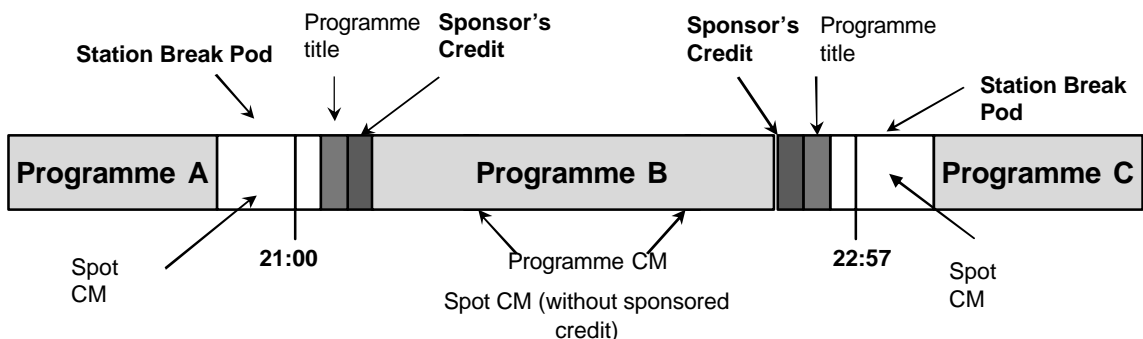 Station Break Pod
Programme
title
Sponsor's
Credit
Sponsor's
Credit
Programme
title
Station Break
Pod
Programme A
Programme B
Programme C
Spot
CM
21:00
Programme CM
Spot CM (without sponsored
credit)
22:57
Spot
CM